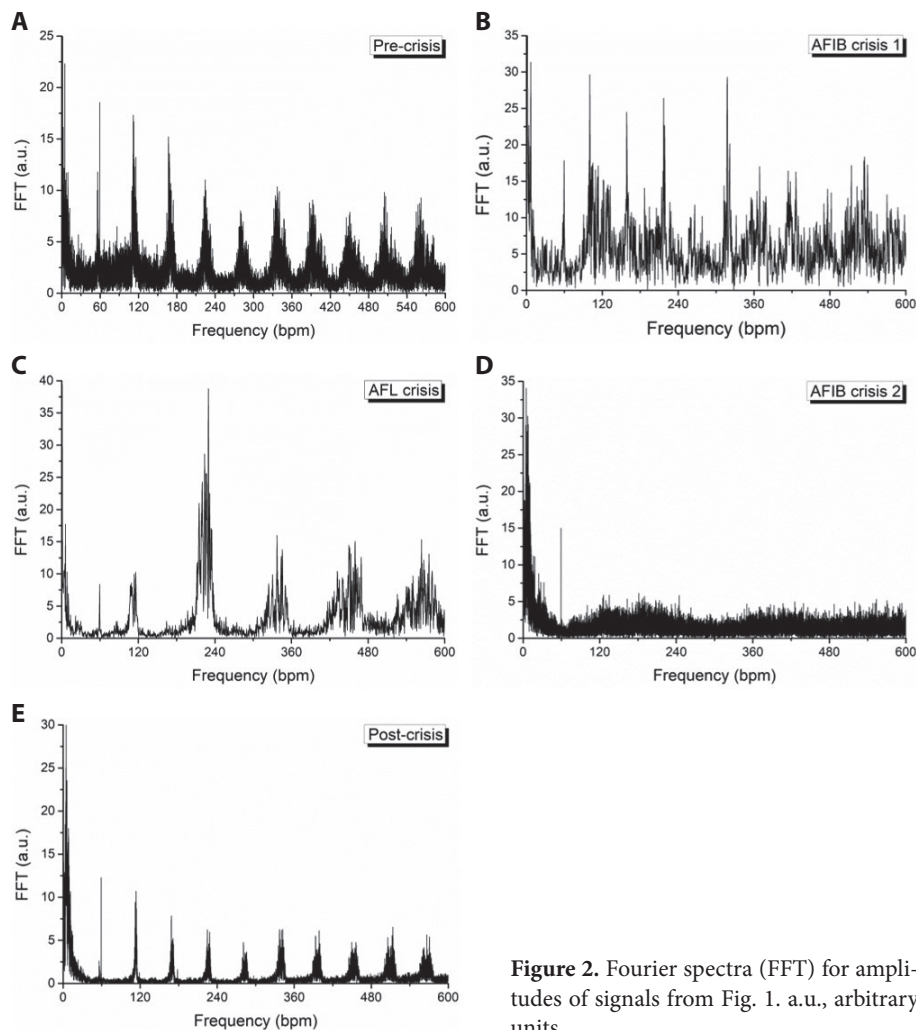 A
Pre-crisis
25
20
15
10
5
0
FFT (a.u.)
0 60 120 180 240 300 360 420 480 540 600
Frequency (bpm)
B
AFIB crisis 1
35
30
25
20
15
10
5
0
FFT (a.u.)
0 120 240 360 480 600
Frequency (bpm)
C
AFL crisis
40
35
30
25
20
15
10
5
0
FFT (a.u.)
0 120 240 360 480 600
Frequency (bpm)
D
AFIB crisis 2
35
30
25
20
15
10
5
0
FFT (a.u.)
0 120 240 360 480 600
Frequency (bpm)
E
Post-crisis
30
25
20
15
10
5
0
FFT (a.u.)
0 120 240 360 480 600
Frequency (bpm)
Figure 2. Fourier spectra (FFT) for ampli-
tudes of signals from Fig. 1. a.u., arbitrary
units